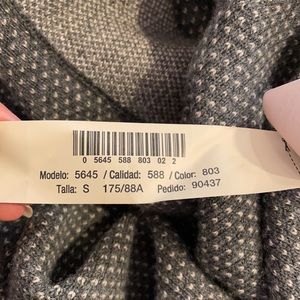 0 5645 588 803 02 2
Modelo: 5645 / Calidad: 588 / Color: 803
Talla: S 175/88A Pedido: 90437